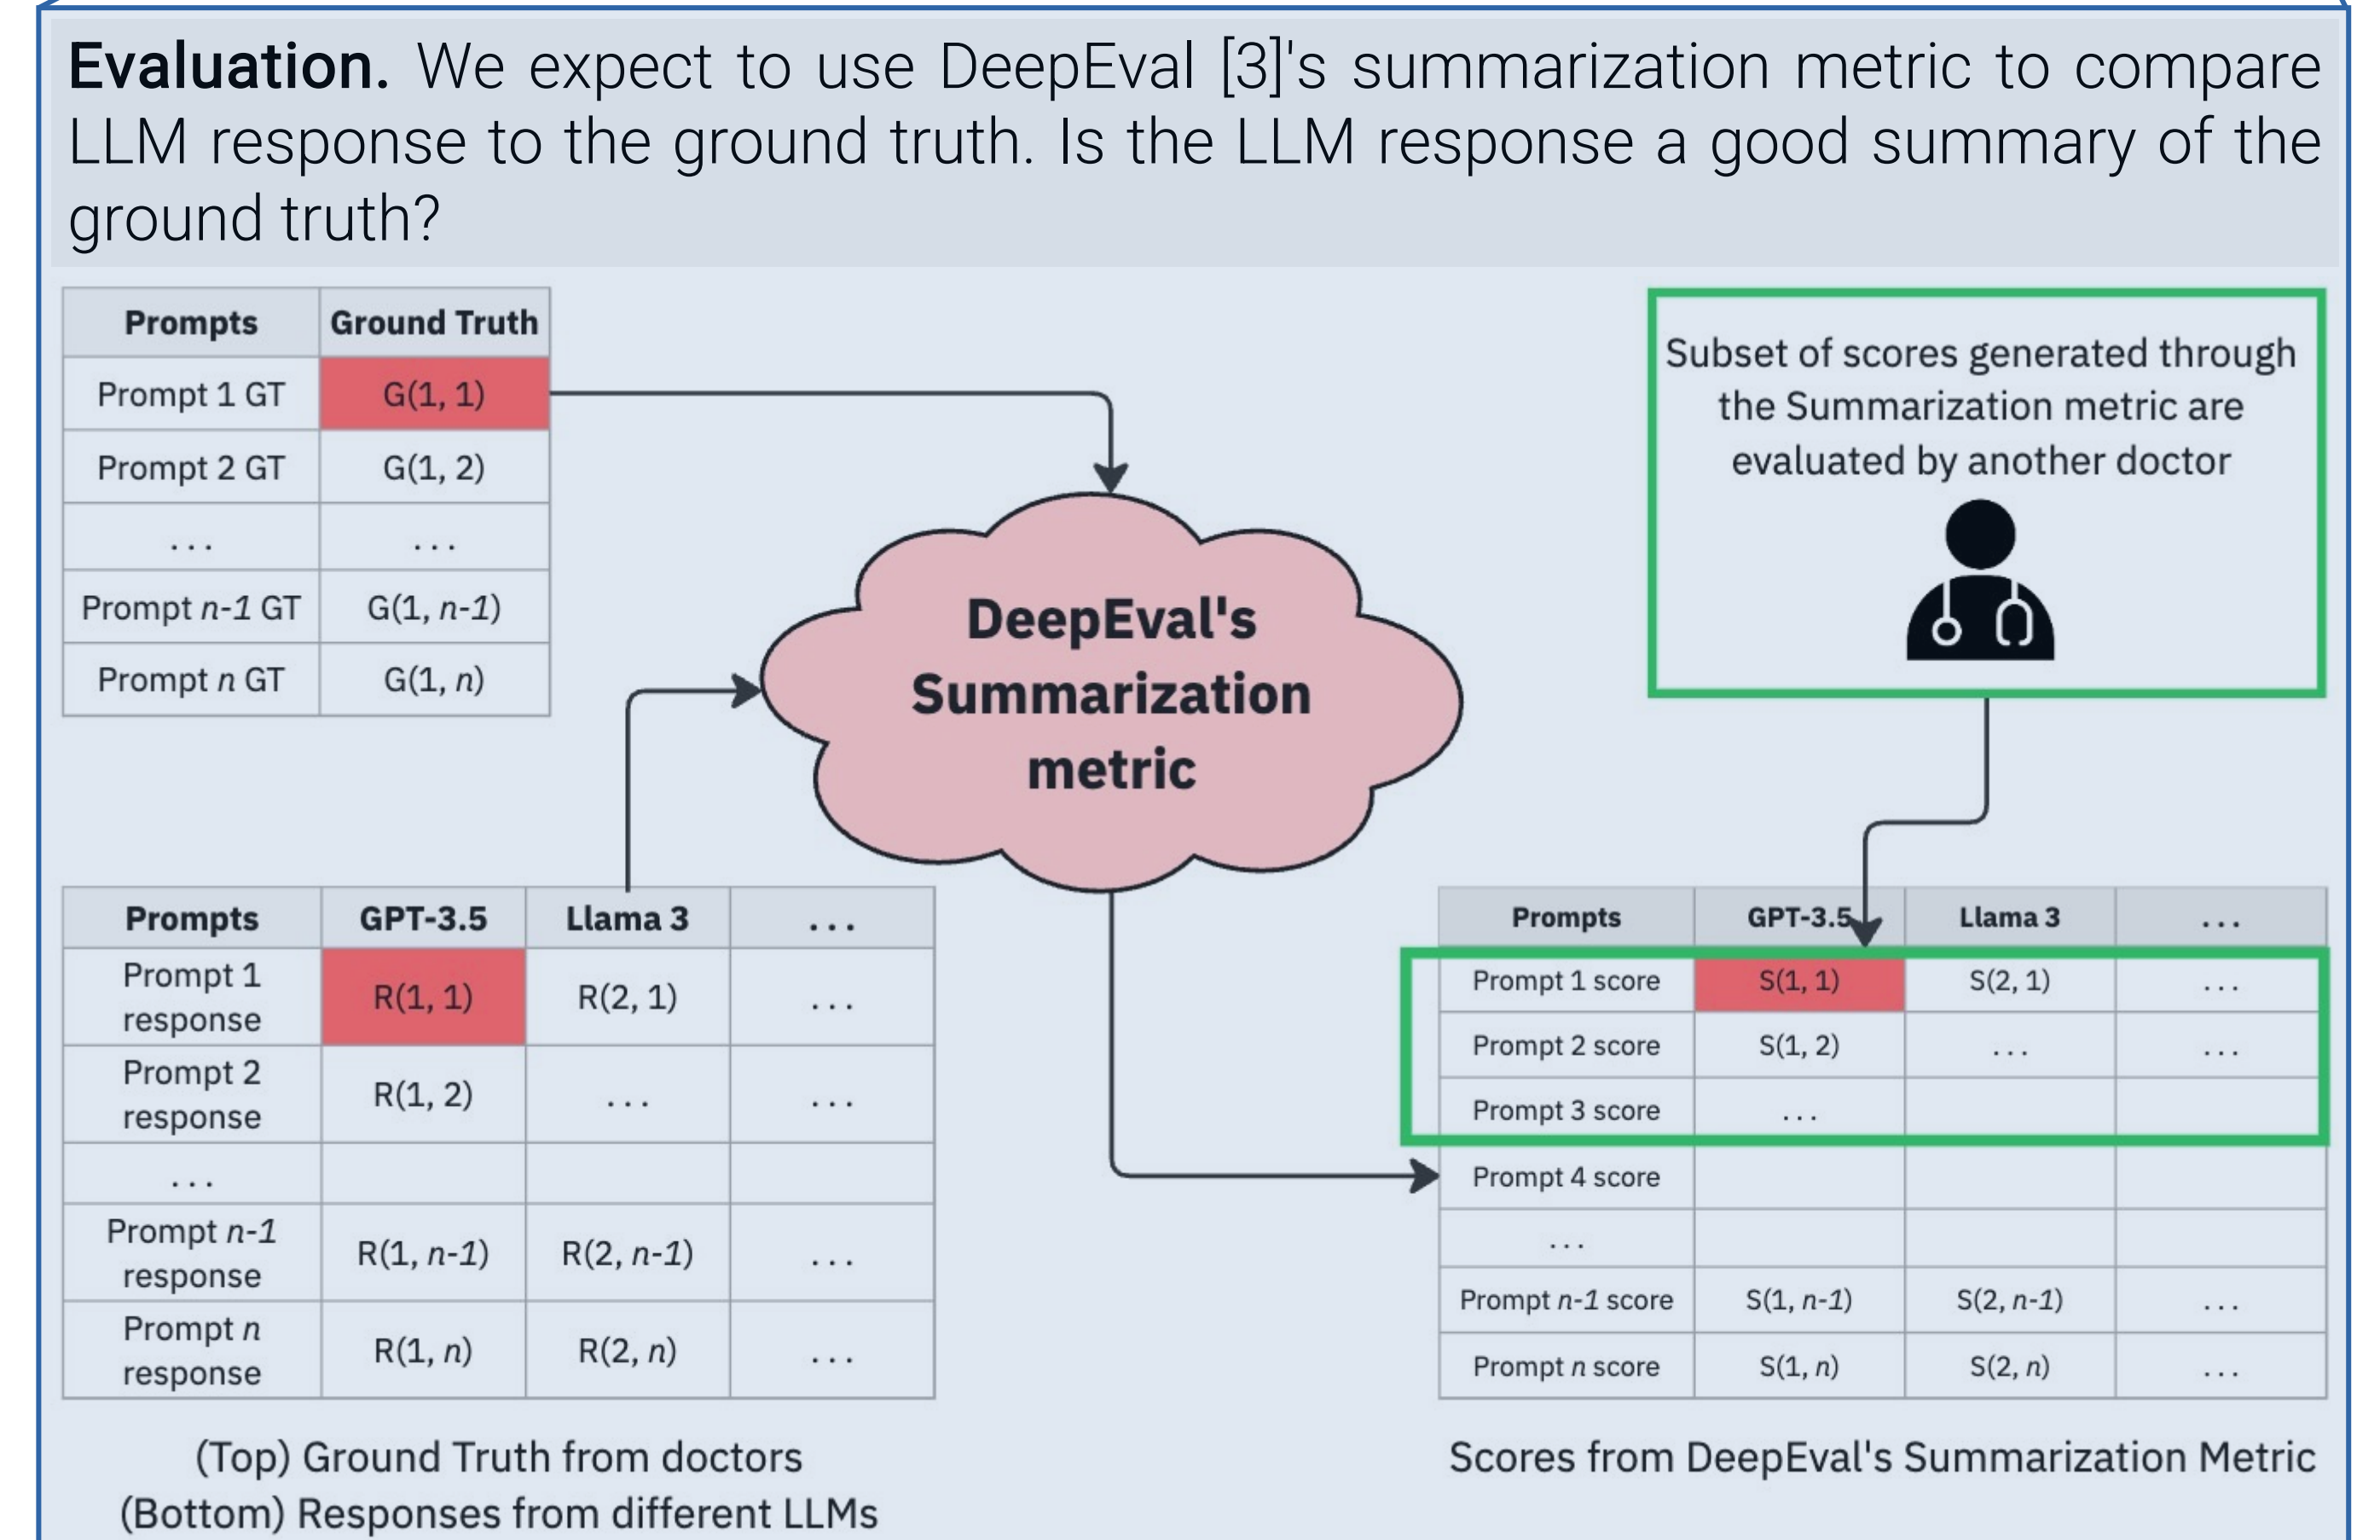 Evaluation. We expect to use DeepEval [3]'s summarization metric to compare
LLM response to the ground truth. Is the LLM response a good summary of the
ground truth?
Prompts Ground Truth
Prompt 1 GT G(1, 1)
Prompt 2 GT G(1, 2)
... ...
Prompt n-1 GT G(1, n-1)
Prompt n GT G(1, n)
Subset of scores generated through
the Summarization metric are
evaluated by another doctor
DeepEval's
Summarization
metric
Prompts GPT-3.5 Llama 3 ...
Prompt 1
response R(1, 1) R(2, 1) ...
Prompt 2
response R(1, 2) ... ...
...
Prompt n-1
response R(1, n-1) R(2, n-1) ...
Prompt n
response R(1, n) R(2, n) ...
(Top) Ground Truth from doctors
(Bottom) Responses from different LLMs
Prompts GPT-3.5 Llama 3 ...
Prompt 1 score S(1, 1) S(2, 1) ...
Prompt 2 score S(1, 2) ... ...
Prompt 3 score ...
Prompt 4 score
...
Prompt n-1 score S(1, n-1) S(2, n-1) ...
Prompt n score S(1, n) S(2, n) ...
Scores from DeepEval's Summarization Metric